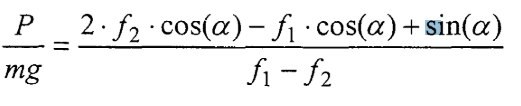 P/mg = (2·f₂·cos(α) − f₁·cos(α) + sin(α))/(f₁ − f₂)